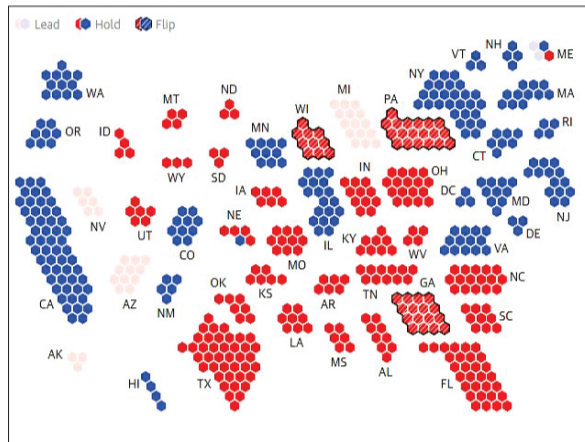 Lead Hold Flip
NH
VT
ME
WA
MT
ND
MI
NY
MA
WI
PA
OR
ID
MN
RI
WY
SD
CT
IA
IN
OH
DC
MD
NJ
NV
UT
NE
DE
CO
IL
KY
WV
VA
MO
CA
AZ
NM
OK
KS
AR
TN
GA
NC
SC
AK
LA
MS
AL
HI
TX
FL